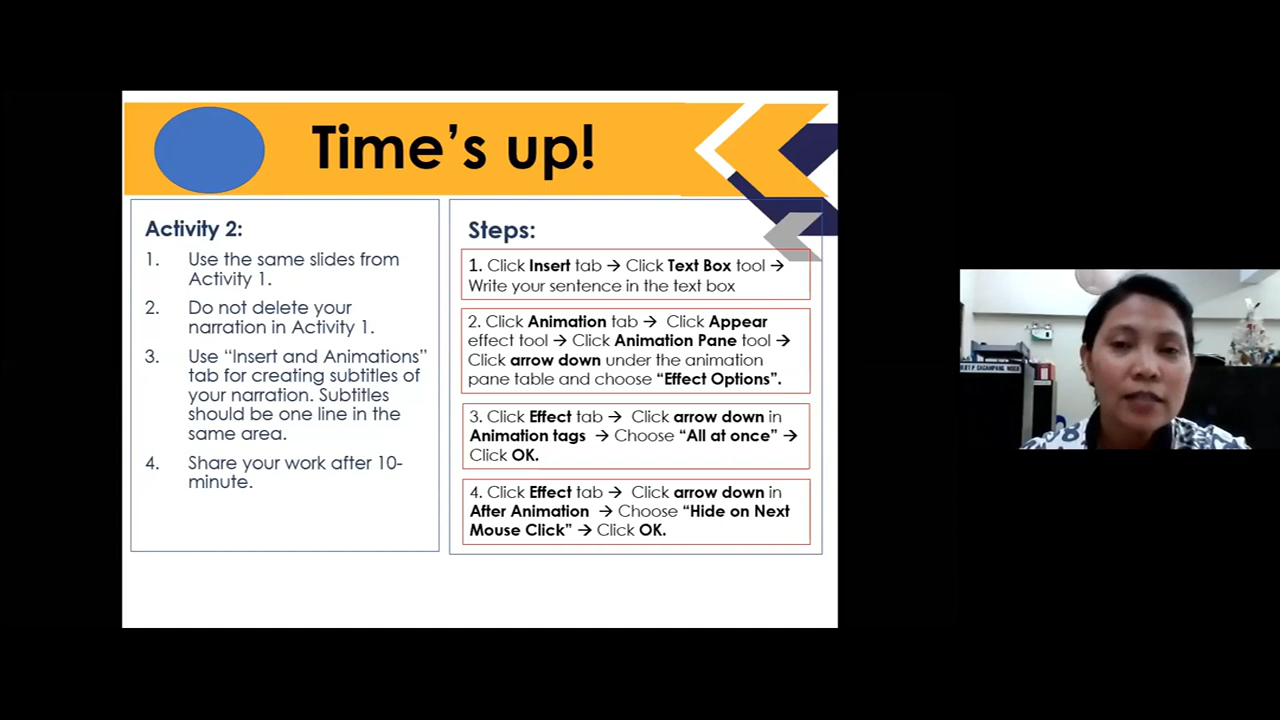 Time's up!
Activity 2:
1. Use the same slides from
Activity 1.
2. Do not delete your
narration in Activity 1.
3. Use “Insert and Animations”
tab for creating subtitles of
your narration. Subtitles
should be one line in the
same area.
4. Share your work after 10-
minute.
Steps:
1. Click Insert tab → Click Text Box tool →
Write your sentence in the text box
2. Click Animation tab → Click Appear
effect tool → Click Animation Pane tool →
Click arrow down under the animation
pane table and choose “Effect Options”.
3. Click Effect tab → Click arrow down in
Animation tags → Choose “All at once” →
Click OK.
4. Click Effect tab → Click arrow down in
After Animation → Choose “Hide on Next
Mouse Click” → Click OK.